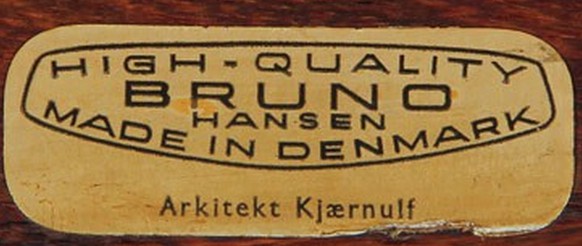 HIGH-QUALITY
BRUNO
HANSEN
MADE IN DENMARK
Arkitekt Kjærnulf